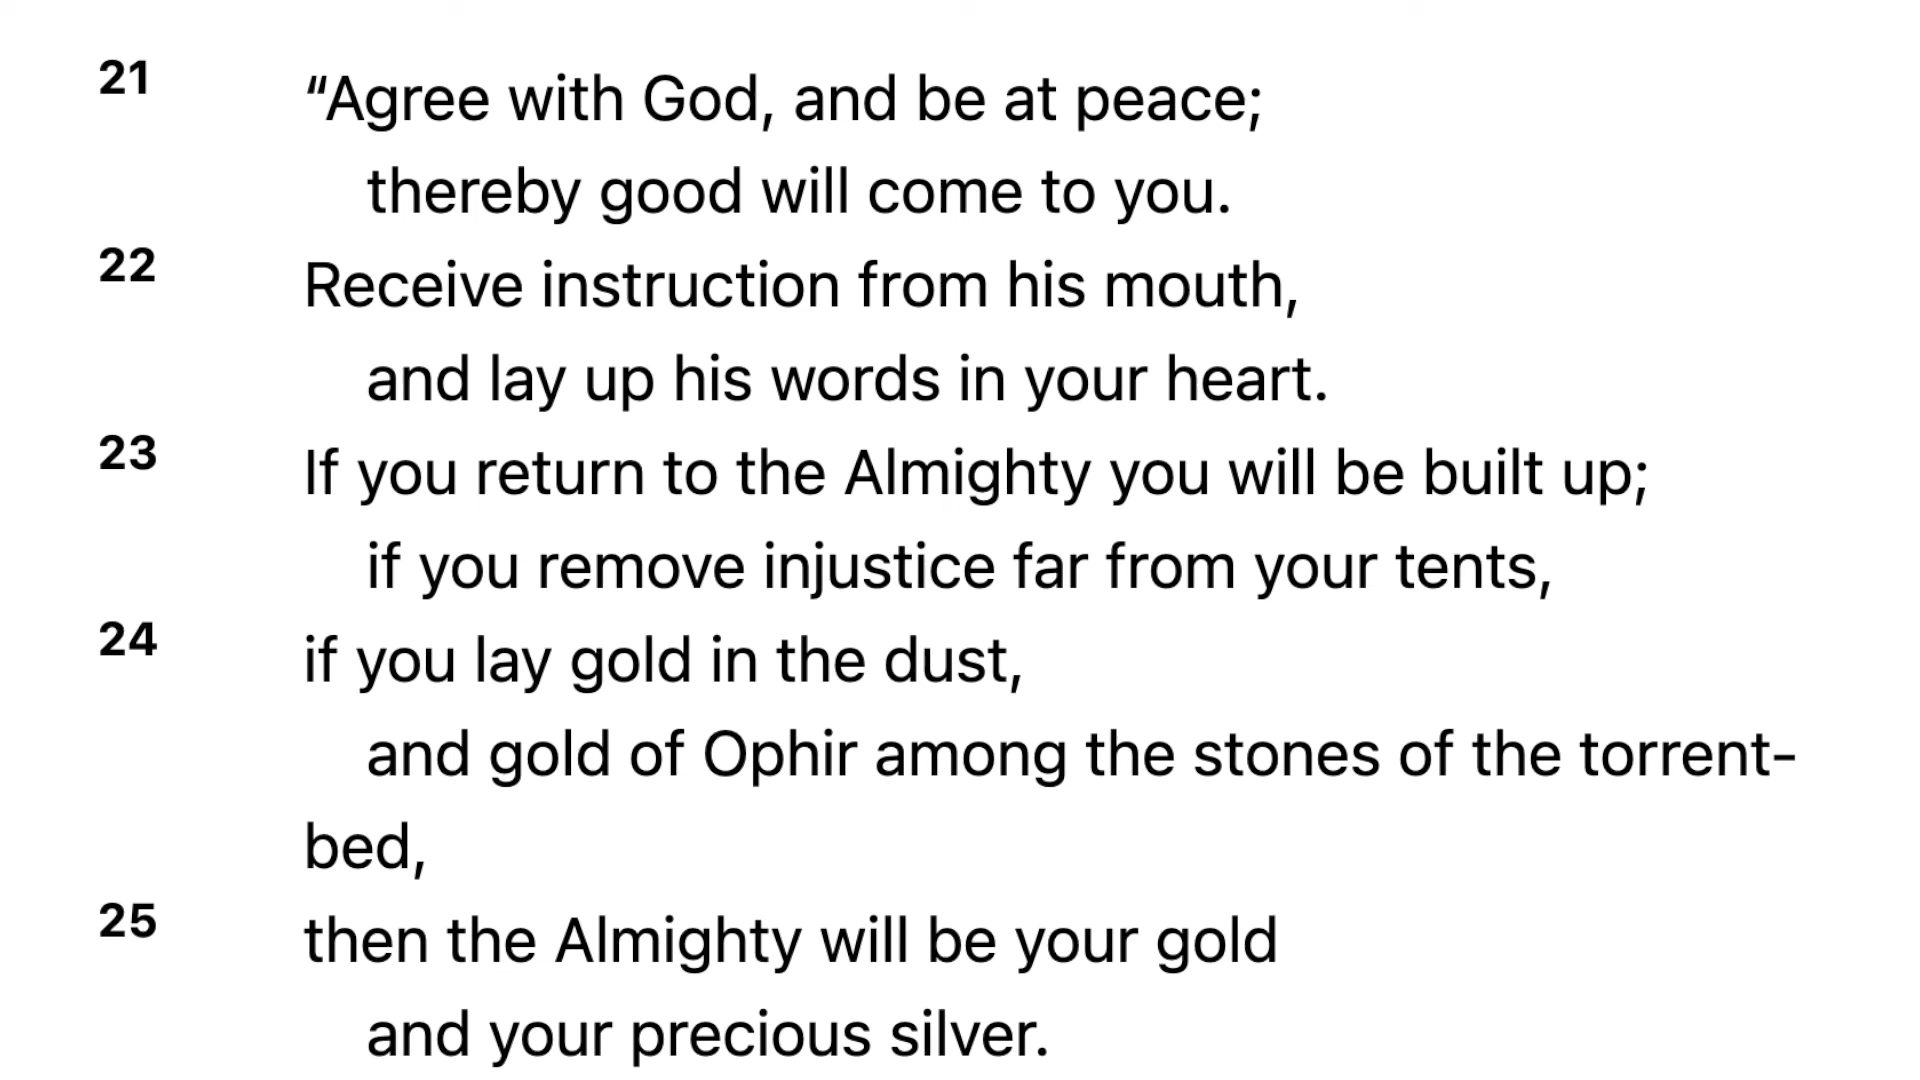 21 “Agree with God, and be at peace;
thereby good will come to you.
22 Receive instruction from his mouth,
and lay up his words in your heart.
23 If you return to the Almighty you will be built up;
if you remove injustice far from your tents,
24 if you lay gold in the dust,
and gold of Ophir among the stones of the torrent-
bed,
25 then the Almighty will be your gold
and your precious silver.